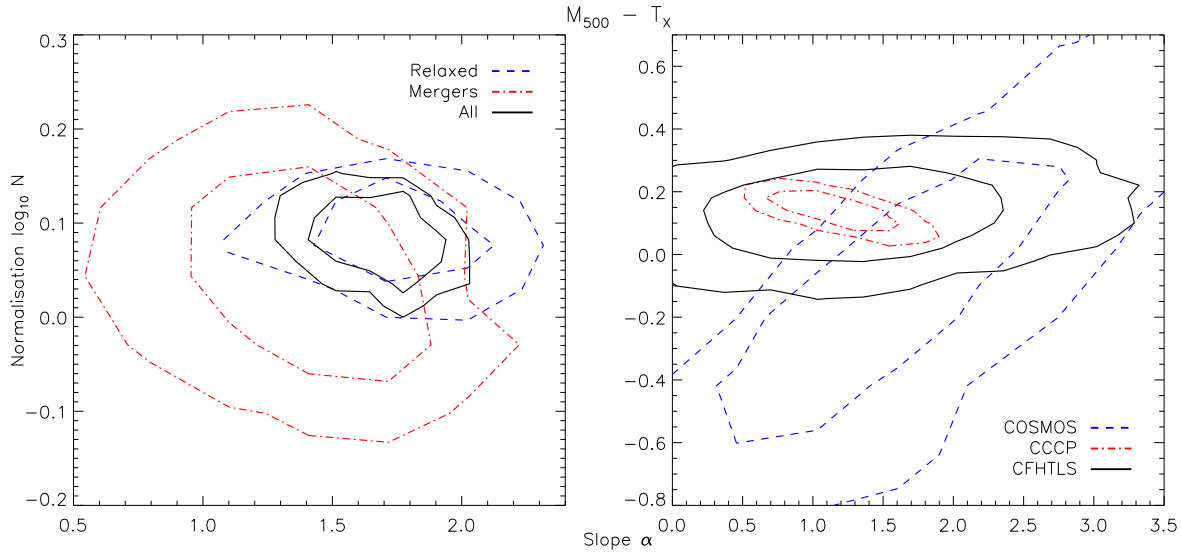 M500 − Tx
Normalisation log10 N
0.3
0.2
0.1
0.0
−0.1
−0.2
0.5
1.0
1.5
2.0
Relaxed
Mergers
All
0.6
0.4
0.2
0.0
−0.2
−0.4
−0.6
−0.8
0.0
0.5
1.0
1.5
2.0
2.5
3.0
3.5
COSMOS
CCCP
CFHTLS
Slope α